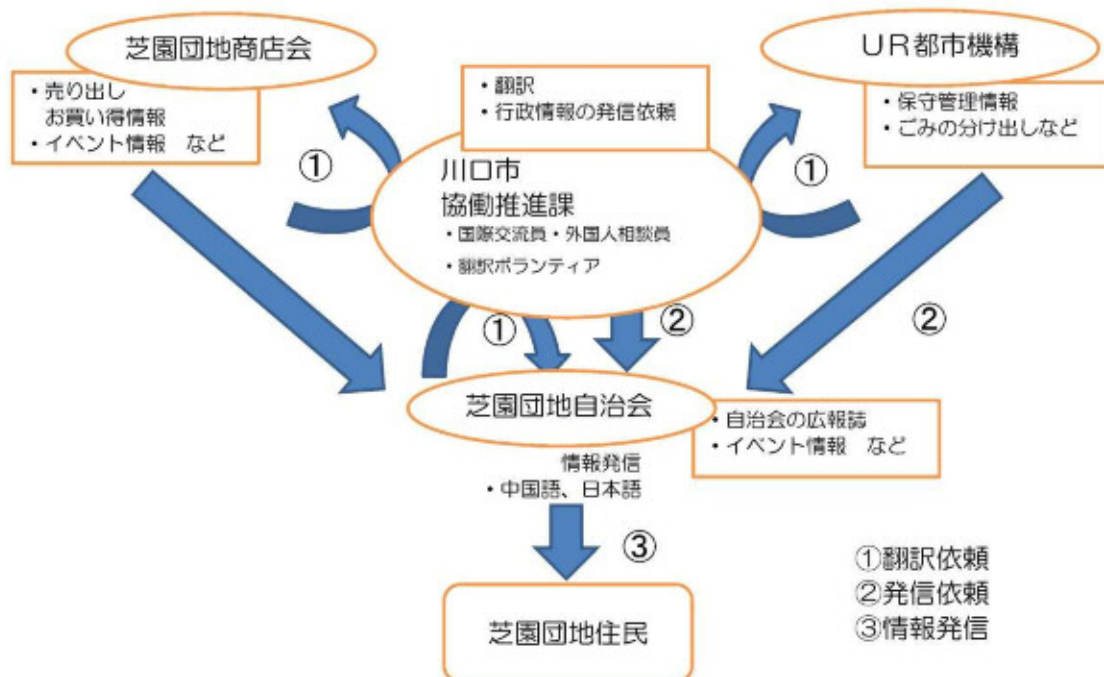 芝園団地商店会
・売り出し
お買い得情報
・イベント情報　など
UR都市機構
・保守管理情報
・ごみの分け出しなど
・翻訳
・行政情報の発信依頼
川口市
協働推進課
・国際交流員・外国人相談員
・翻訳ボランティア
①
①
①
②
②
芝園団地自治会
・自治会の広報誌
・イベント情報　など
情報発信
・中国語、日本語
③
芝園団地住民
①翻訳依頼
②発信依頼
③情報発信